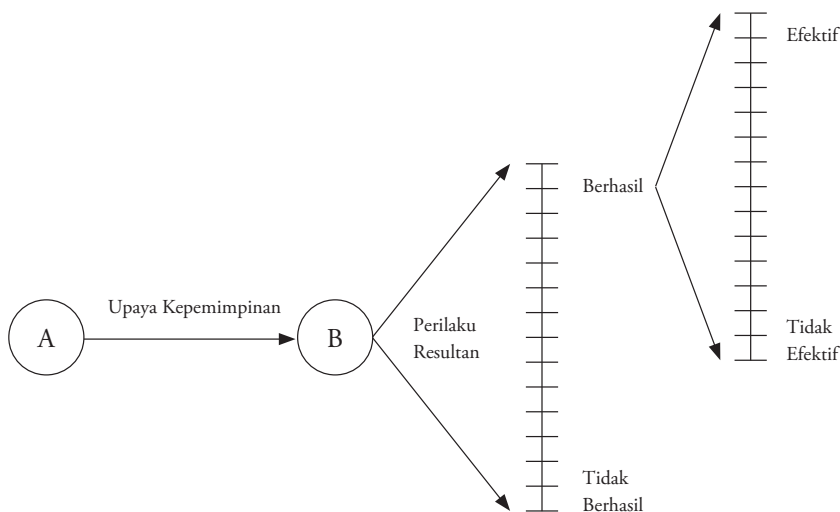 Efektif
Berhasil
Upaya Kepemimpinan
A
B
Perilaku
Resultan
Tidak
Efektif
Tidak
Berhasil